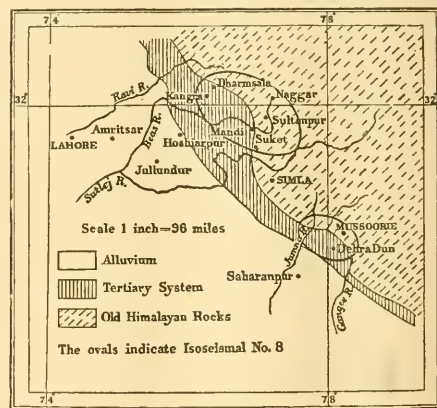 74° 78°
32° 32°
Ravi R.
Dharmsala
Kangra
Naggar
Sultanpur
Amritsar
LAHORE
Beas R.
Mandi
Hoshiarpur
Suket
Jullundur
Sutlej R.
SIMLA
Scale 1 inch=96 miles
MUSSOORIE
Jumna R.
Dehra Dun
Saharanpur
Ganges R.
Alluvium
Tertiary System
Old Himalayan Rocks
The ovals indicate Isoseismal No. 8
74° 78°